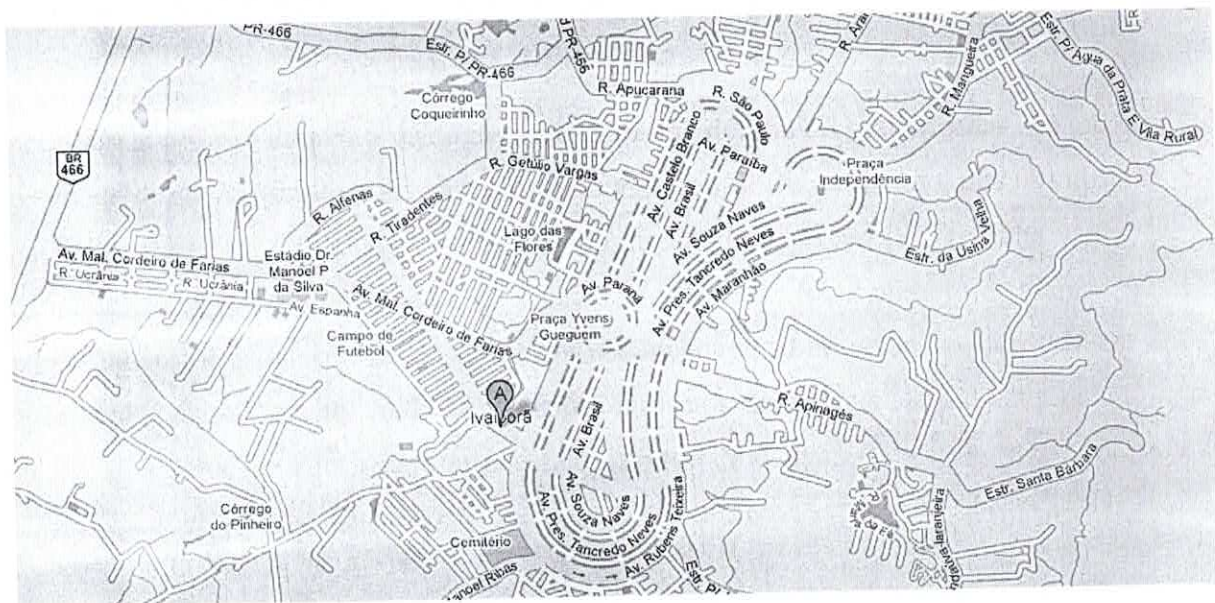 PR-466
Estr. P/ PR-466
PR-466
R. Apucarana
R. São Paulo
R. Mangueira
Estr. P/ Água da Prata E Vila Rural
Córrego
Coqueirinho
Av. Castelo Branco
Av. Paraíba
Praça
Independência
BR
466
R. Getúlio Vargas
Av. Brasil
R. Alfenas
R. Tiradentes
Lago das
Flores
Av. Souza Naves
Av. Pres. Tancredo Neves
Av. Maranhão
Estr. da Usina Velha
Av. Mal. Cordeiro de Farias
R. Ucrânia
R. Ucrânia
Estádio Dr.
Manoel P
da Silva
Av. Espanha
Av. Mal. Cordeiro de Farias
Av. Paraná
Praça Yvens
Gueguem
Campo de
Futebol
A
Ivaiporã
Av. Brasil
R. Apinagés
Estr. Santa Bárbara
Av. Souza Naves
Av. Pres. Tancredo Neves
Av. Rubens Teixeira
Córrego
do Pinheiro
Cemitério
Manoel Ribas
Estr. P/
Jararneira